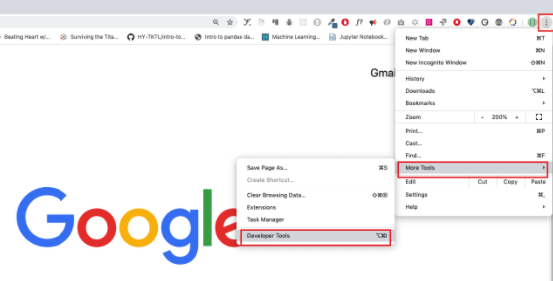 Beating Heart w/...
Surviving the Tita...
HY-TKTL/intro-to...
Intro to pandas da...
Machine Learning...
Jupyter Notebook...
Gmai
New Tab ⌘T
New Window ⌘N
New Incognito Window ⇧⌘N
History
Downloads ⌥⌘L
Bookmarks
Zoom - 200% +
Print... ⌘P
Cast...
Find... ⌘F
More Tools
Edit Cut Copy Paste
Settings ⌘,
Help
Save Page As... ⌘S
Create Shortcut...
Clear Browsing Data... ⇧⌘⌫
Extensions
Task Manager
Developer Tools ⌥⌘I
Google